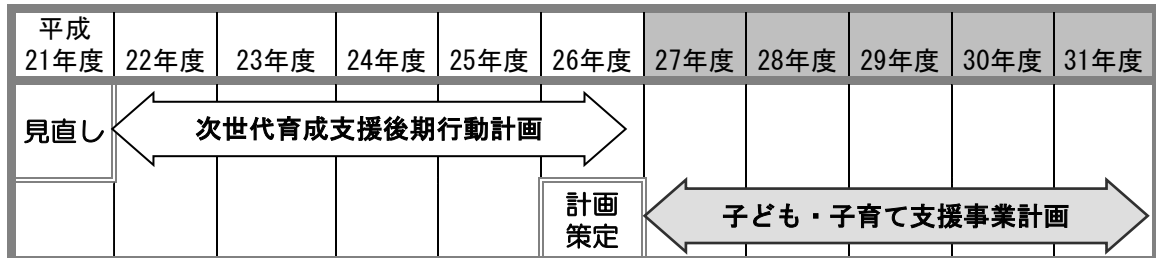 平成
21年度 22年度 23年度 24年度 25年度 26年度 27年度 28年度 29年度 30年度 31年度
見直し 次世代育成支援後期行動計画
計画
策定
子ども・子育て支援事業計画